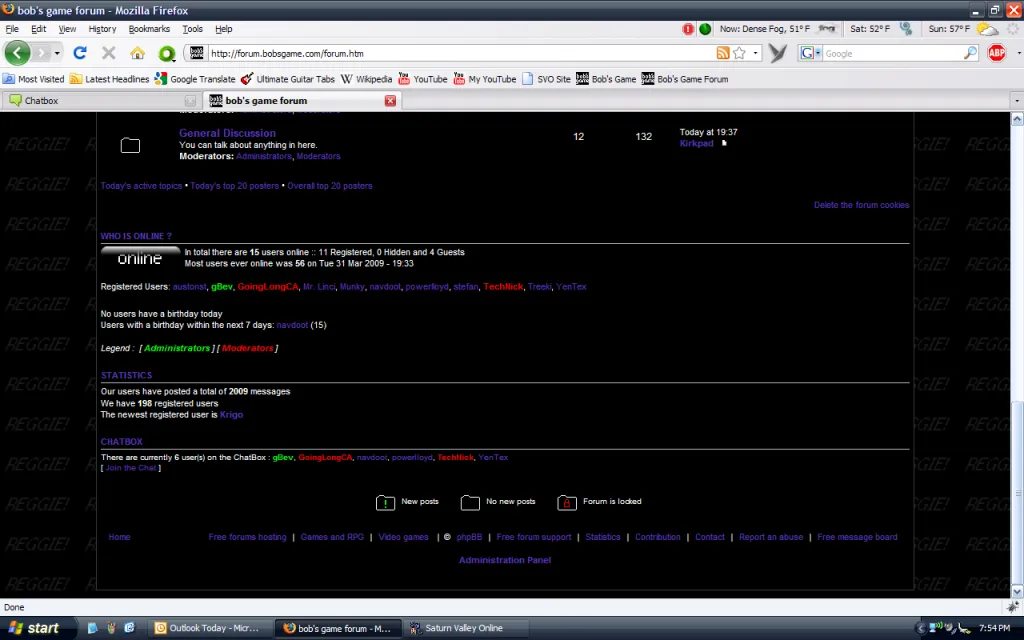 bob's game forum - Mozilla Firefox
File Edit View History Bookmarks Tools Help
Now: Dense Fog, 51° F Sat: 52° F Sun: 57° F
http://forum.bobsgame.com/forum.htm
Google
ABP
Most Visited Latest Headlines Google Translate Ultimate Guitar Tabs Wikipedia YouTube My YouTube SVO Site Bob's Game Bob's Game Forum
Chatbox bob's game forum
General Discussion 12 132 Today at 19:37
You can talk about anything in here. Kirkpad
Moderators: Administrators, Moderators
Today's active topics • Today's top 20 posters • Overall top 20 posters
Delete the forum cookies
WHO IS ONLINE ?
online
In total there are 15 users online :: 11 Registered, 0 Hidden and 4 Guests
Most users ever online was 56 on Tue 31 Mar 2009 - 19:33
Registered Users: austorist, gBev, GoingLongCA, Mr. Linci, Munky, navdoot, powerlloyd, stefan, TechNick, Treeki, YenTex
No users have a birthday today
Users with a birthday within the next 7 days: navdoot (15)
Legend : [ Administrators ] [ Moderators ]
STATISTICS
Our users have posted a total of 2009 messages
We have 198 registered users
The newest registered user is Krigo
CHATBOX
There are currently 6 user(s) on the ChatBox : gBev, GoingLongCA, navdoot, powerlloyd, TechNick, YenTex
[ Join the Chat ]
New posts No new posts Forum is locked
Home Free forums hosting | Games and RPG | Video games | © phpBB | Free forum support | Statistics | Contribution | Contact | Report an abuse | Free message board
Administration Panel
REGGIE!
Done
start Outlook Today - Micr... bob's game forum - M... Saturn Valley Online 7:54 PM